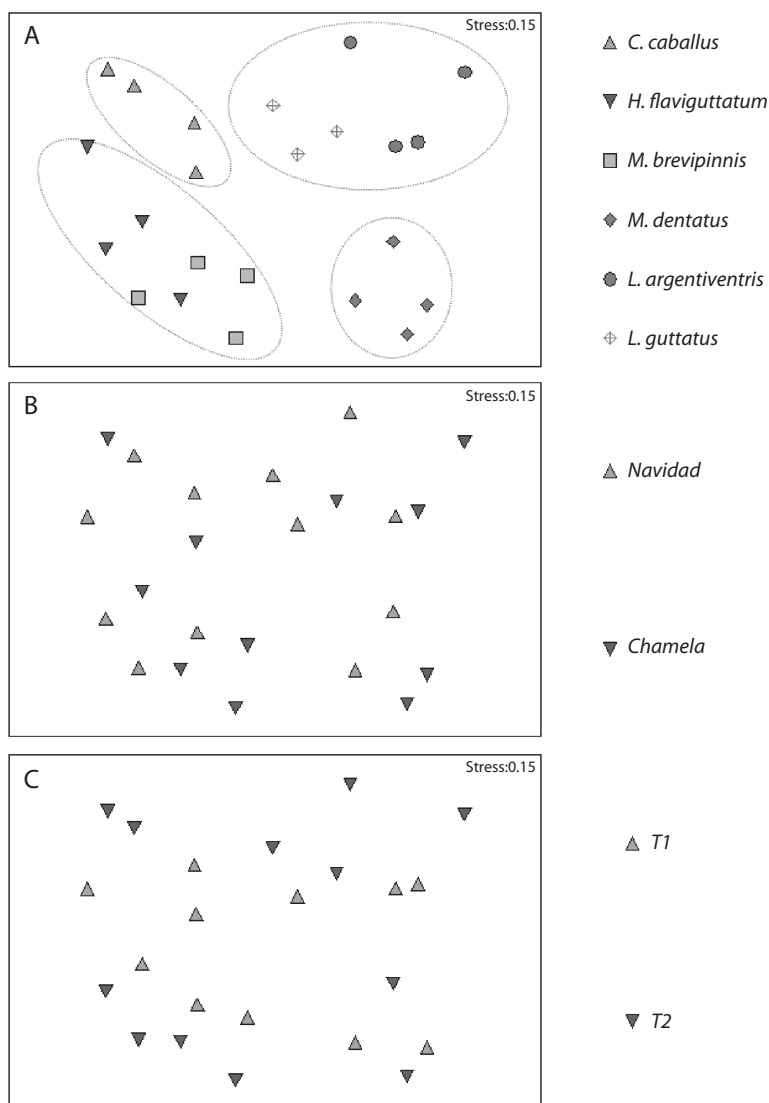 A
Stress:0.15
C. caballus
H. flaviguttatum
M. brevipinnis
M. dentatus
L. argentiventris
L. guttatus
B
Stress:0.15
Navidad
Chamela
C
Stress:0.15
T1
T2